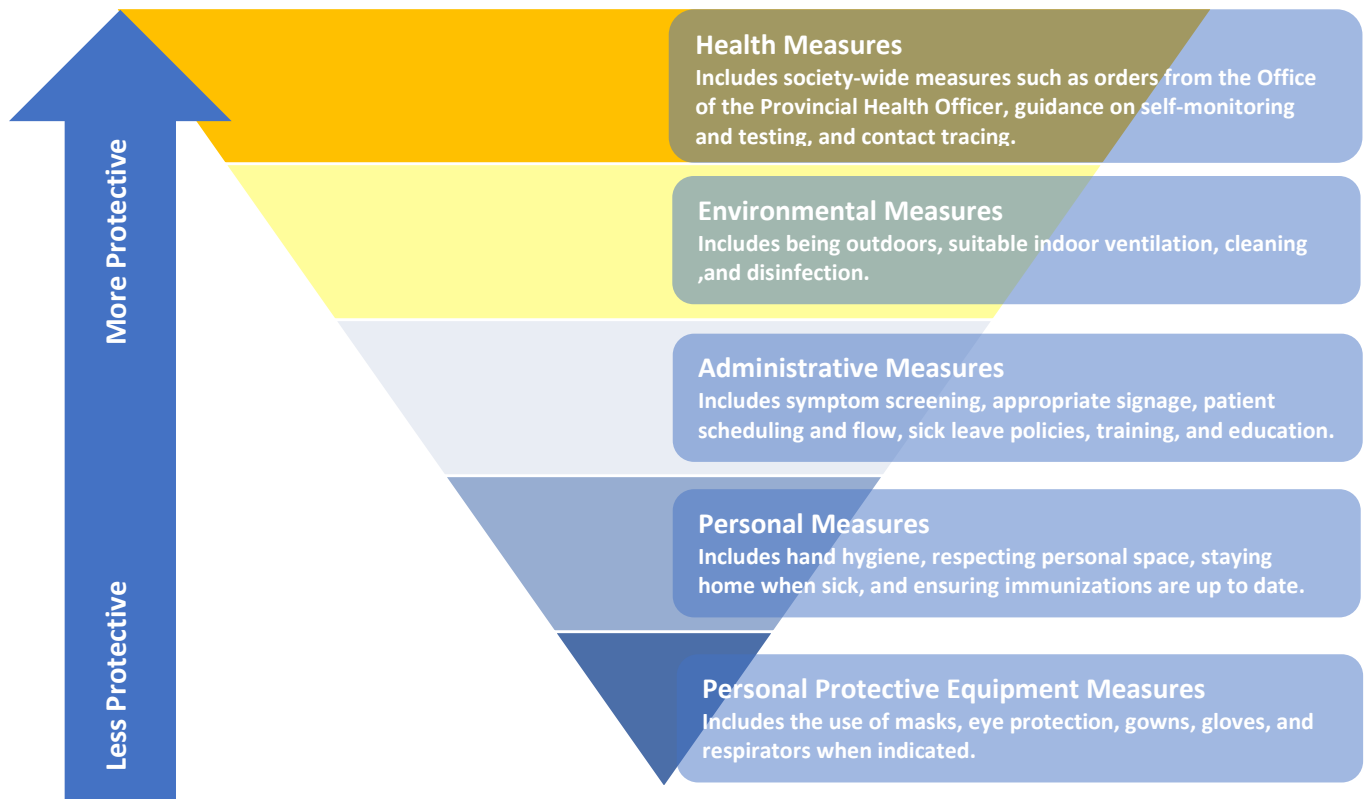 More Protective
Less Protective
Health Measures
Includes society-wide measures such as orders from the Office
of the Provincial Health Officer, guidance on self-monitoring
and testing, and contact tracing.
Environmental Measures
Includes being outdoors, suitable indoor ventilation, cleaning
,and disinfection.
Administrative Measures
Includes symptom screening, appropriate signage, patient
scheduling and flow, sick leave policies, training, and education.
Personal Measures
Includes hand hygiene, respecting personal space, staying
home when sick, and ensuring immunizations are up to date.
Personal Protective Equipment Measures
Includes the use of masks, eye protection, gowns, gloves, and
respirators when indicated.